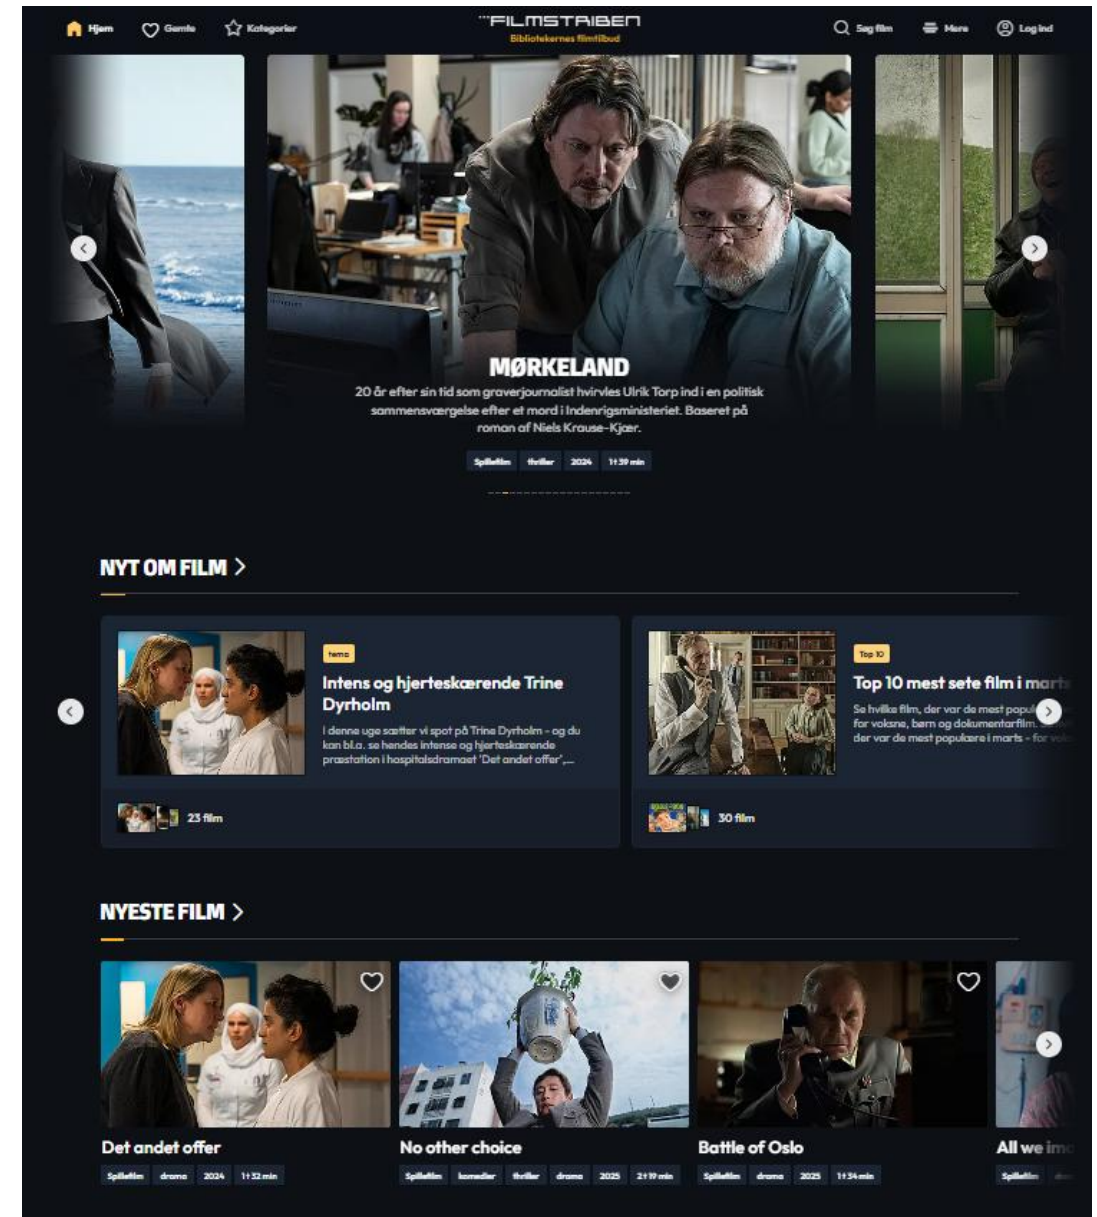 Hjem
Gemte
Kategorier
FILMSTRIBEN
Bibliotekernes filmtilbud
Søg film
Mere
Log ind
MØRKELAND
20 år efter sin tid som graverjournalist hvirvles Ulrik Torp ind i en politisk
sammensværgelse efter et mord i Indenrigsministeriet. Baseret på
roman af Niels Krause-Kjær.
Spillefilm thriller 2024 1t 39 min
NYT OM FILM
tema
Intens og hjerteskærende Trine
Dyrholm
I denne uge sætter vi spot på Trine Dyrholm - og du
kan bl.a. se hendes intense og hjerteskærende
præstation i hospitalsdramaet 'Det andet offer',...
23 film
Top 10
Top 10 mest sete film i marts
Se hvilke film, der var de mest
for voksne, børn og dokumentarfilm.
der var de mest populære i marts - for
30 film
NYESTE FILM
Det andet offer
Spillefilm drama 2024 1t 32 min
No other choice
Spillefilm komedier thriller drama 2025 2t 19 min
Battle of Oslo
Spillefilm drama 2025 1t 34 min
All we
Spillefilm